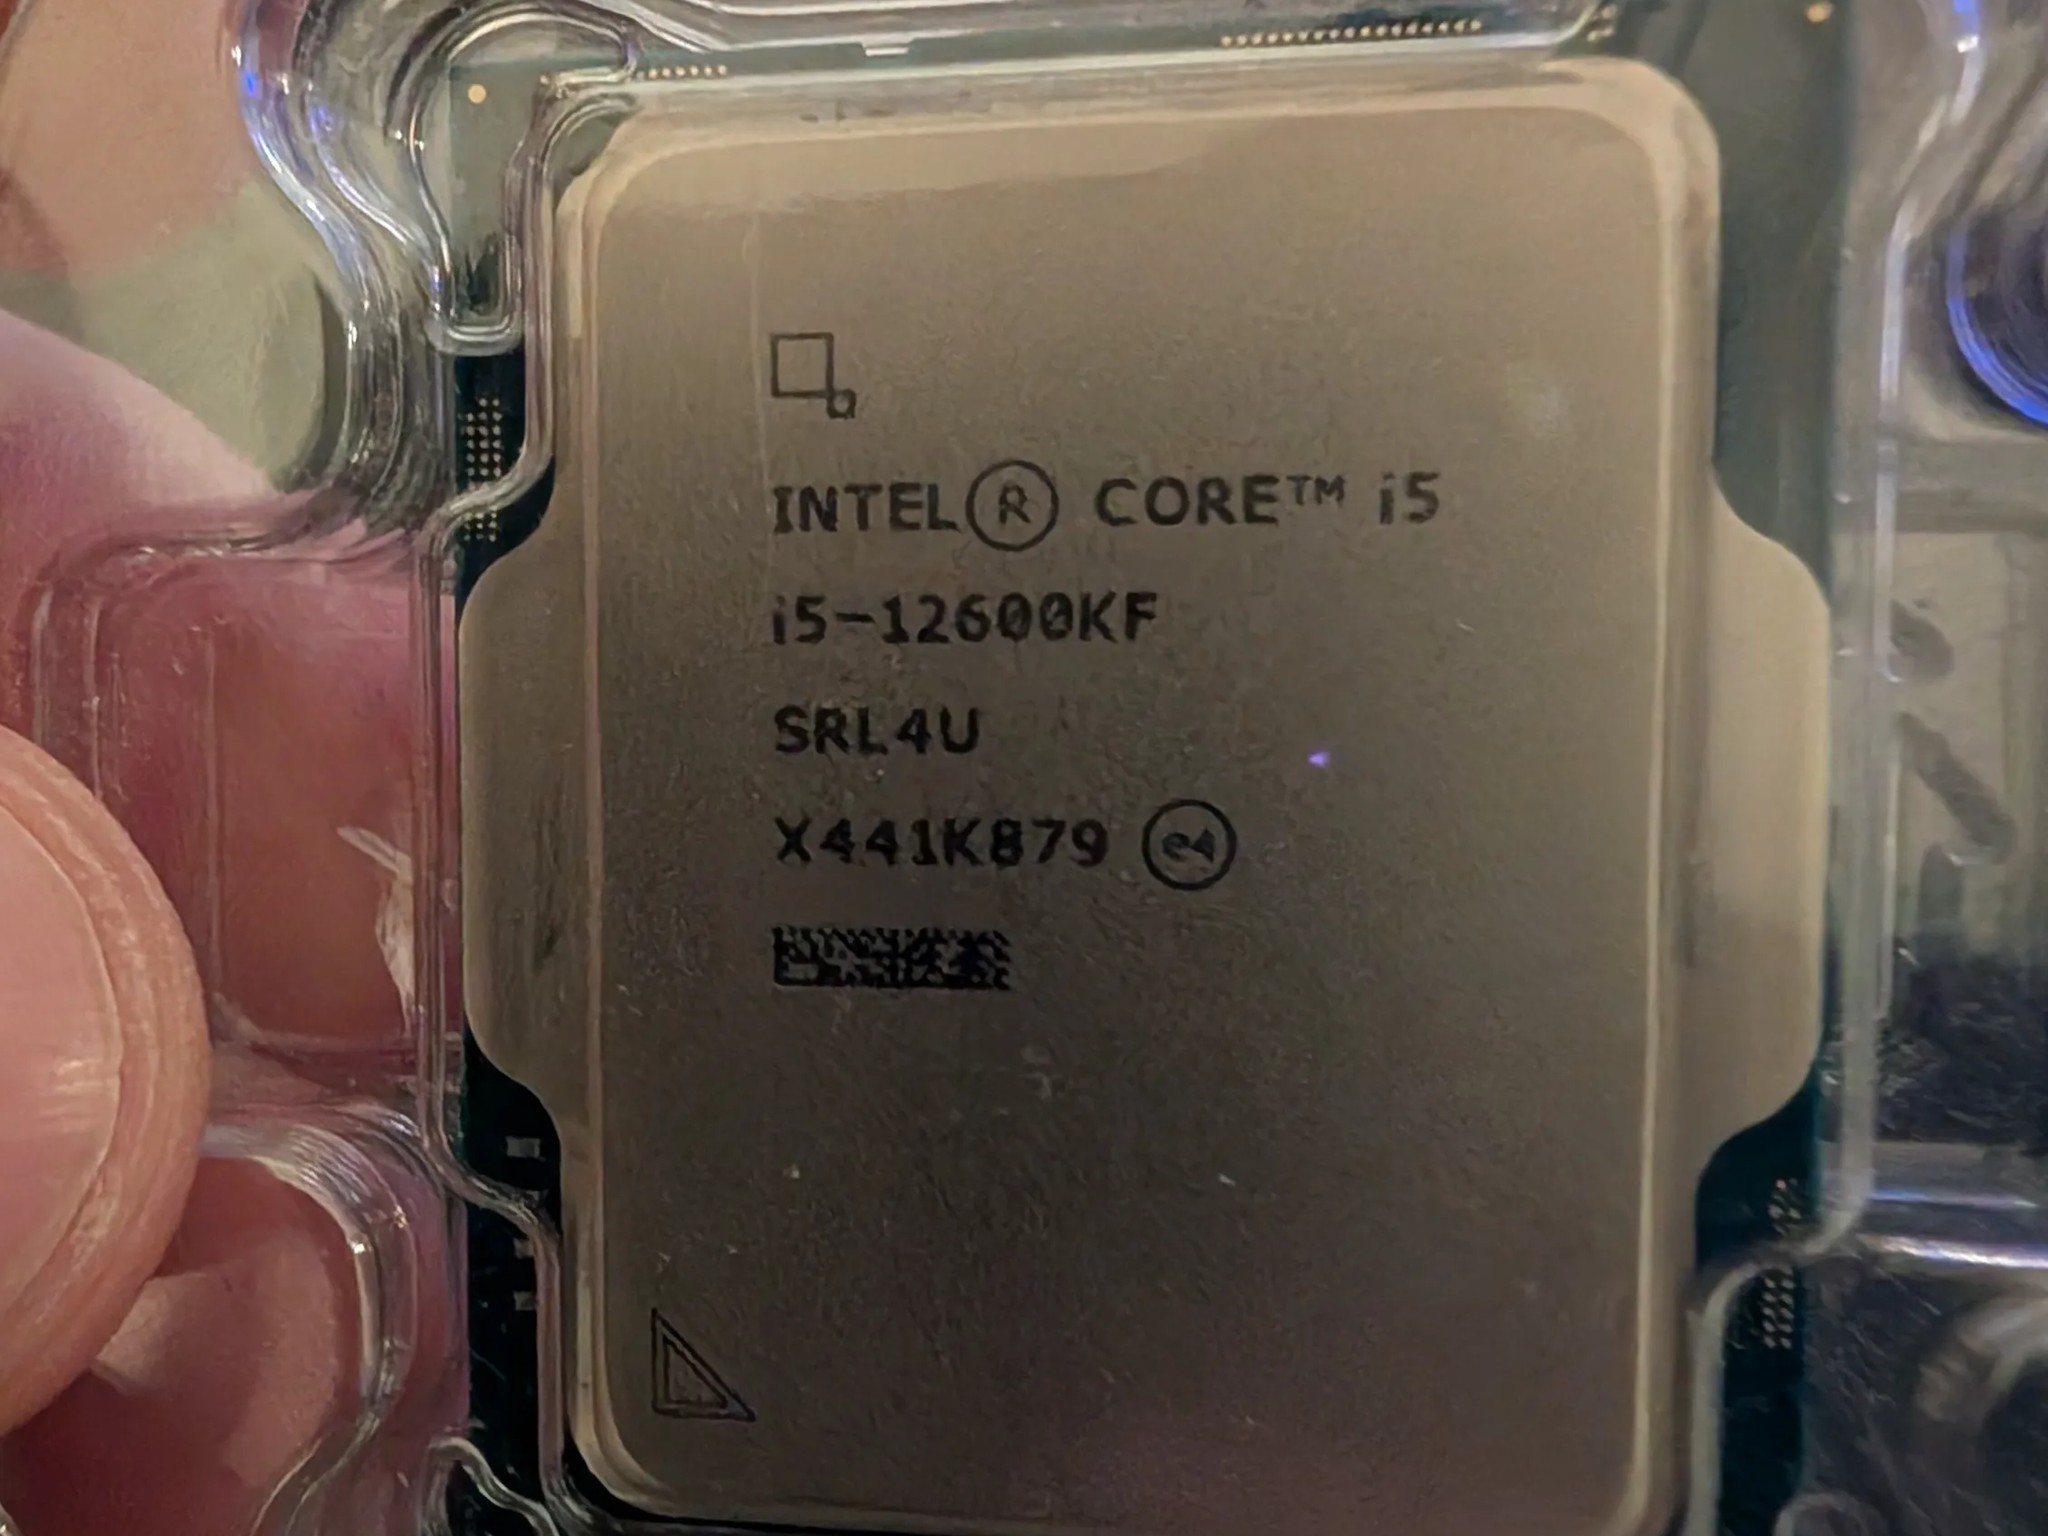 INTEL® CORE™ i5
i5-12600KF
SRL4U
X441K879 e4